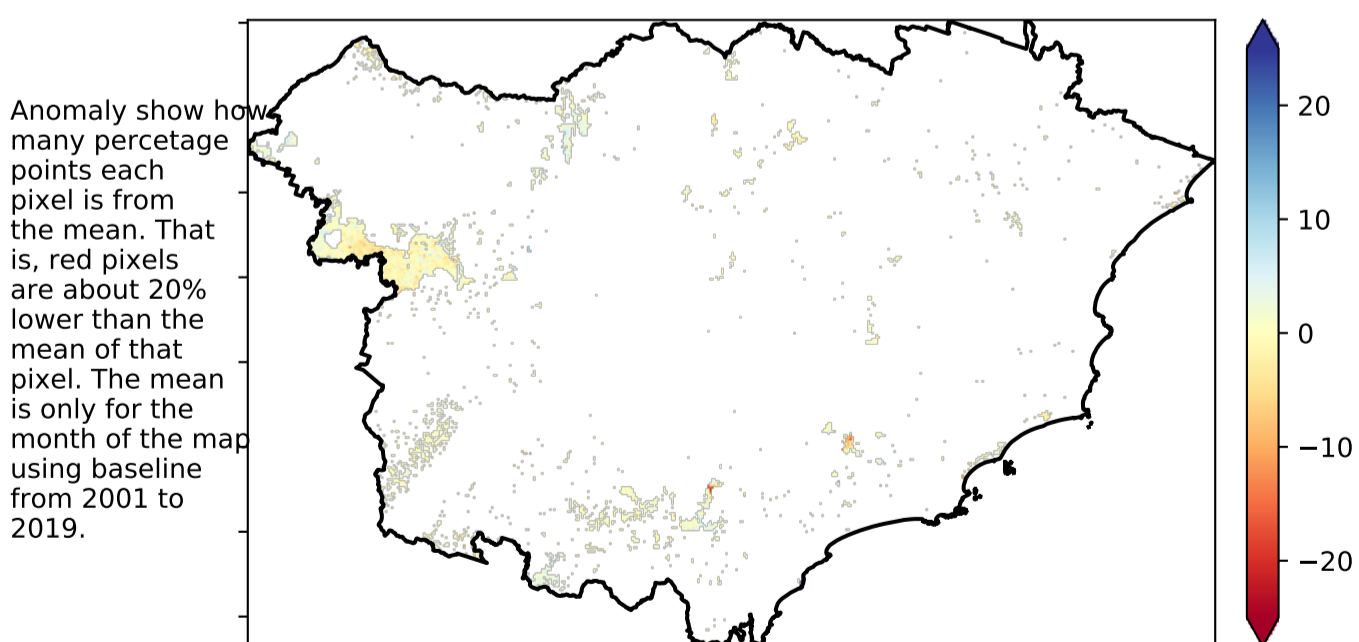 Anomaly show how
many percetage
points each
pixel is from
the mean. That
is, red pixels
are about 20%
lower than the
mean of that
pixel. The mean
is only for the
month of the map
using baseline
from 2001 to
2019.
20
10
0
−10
−20